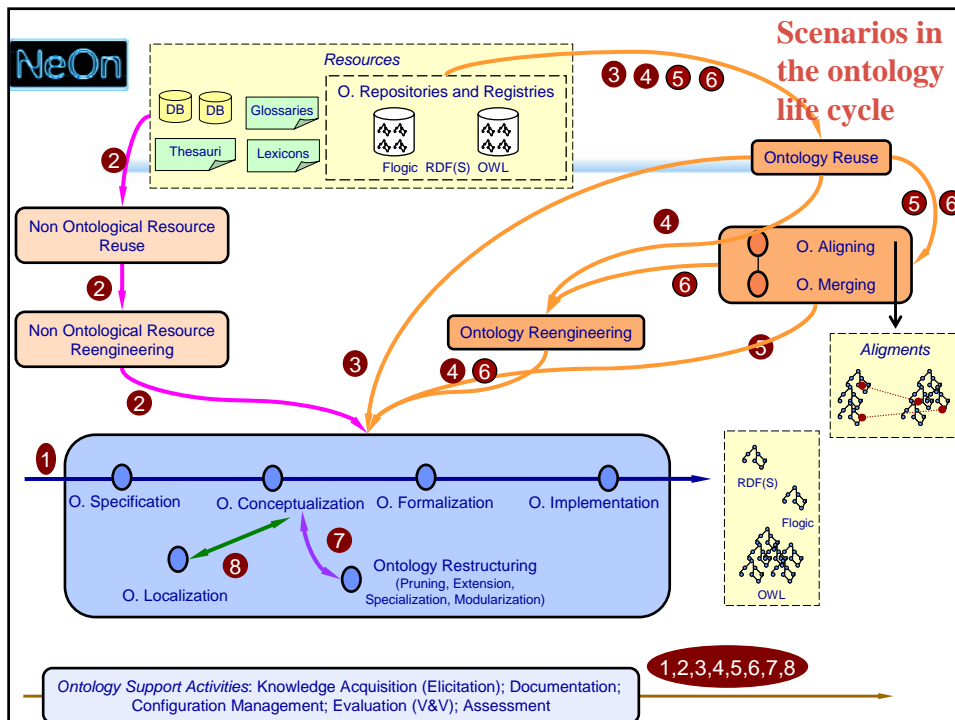 NeOn
Scenarios in
the ontology
life cycle
Resources
O. Repositories and Registries
DB
DB
Glossaries
Thesauri
Lexicons
Flogic RDF(S) OWL
3 4 5 6
Ontology Reuse
2
Non Ontological Resource
Reuse
5 6
4
O. Aligning
O. Merging
2
6
Non Ontological Resource
Reengineering
Ontology Reengineering
3
4 6
5
Aligments
2
1
O. Specification
O. Conceptualization
O. Formalization
O. Implementation
RDF(S)
Flogic
OWL
8
7
O. Localization
Ontology Restructuring
(Pruning, Extension,
Specialization, Modularization)
1,2,3,4,5,6,7,8
Ontology Support Activities: Knowledge Acquisition (Elicitation); Documentation;
Configuration Management; Evaluation (V&V); Assessment